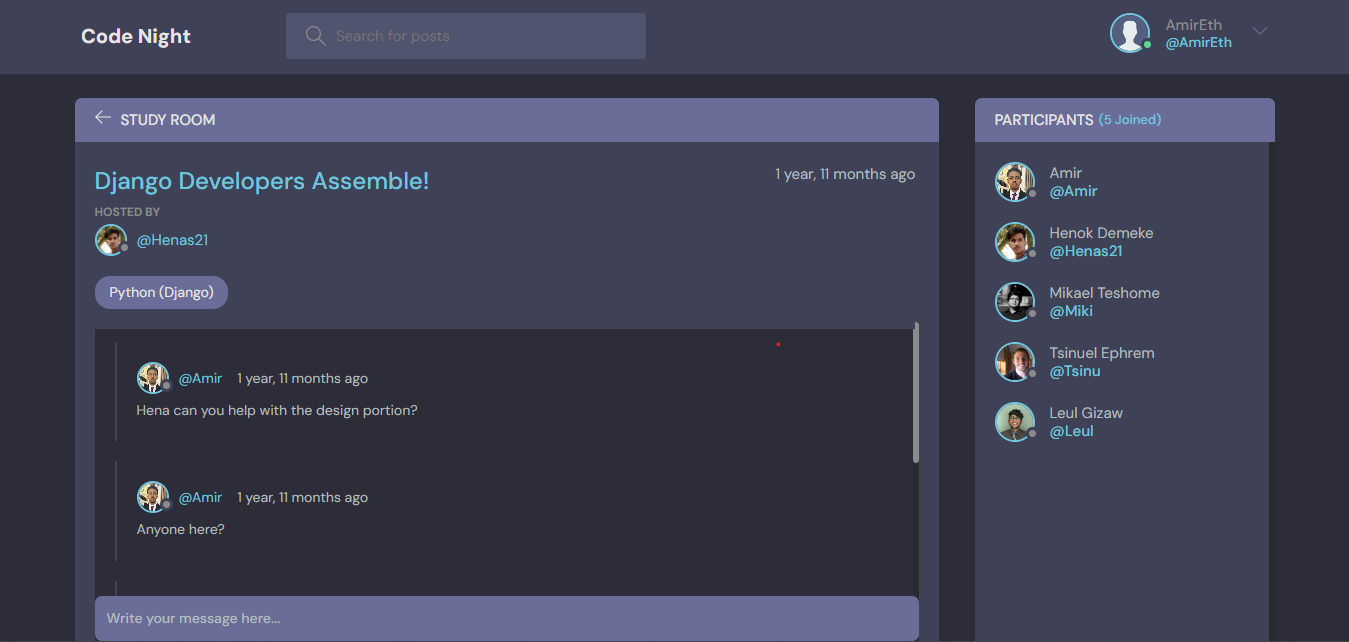 Code Night
Search for posts
AmirEth
@AmirEth
STUDY ROOM
Django Developers Assemble!
1 year, 11 months ago
HOSTED BY
@Henas21
Python (Django)
@Amir 1 year, 11 months ago
Hena can you help with the design portion?
@Amir 1 year, 11 months ago
Anyone here?
Write your message here...
PARTICIPANTS (5 Joined)
Amir
@Amir
Henok Demeke
@Henas21
Mikael Teshome
@Miki
Tsinuel Ephrem
@Tsinu
Leul Gizaw
@Leul